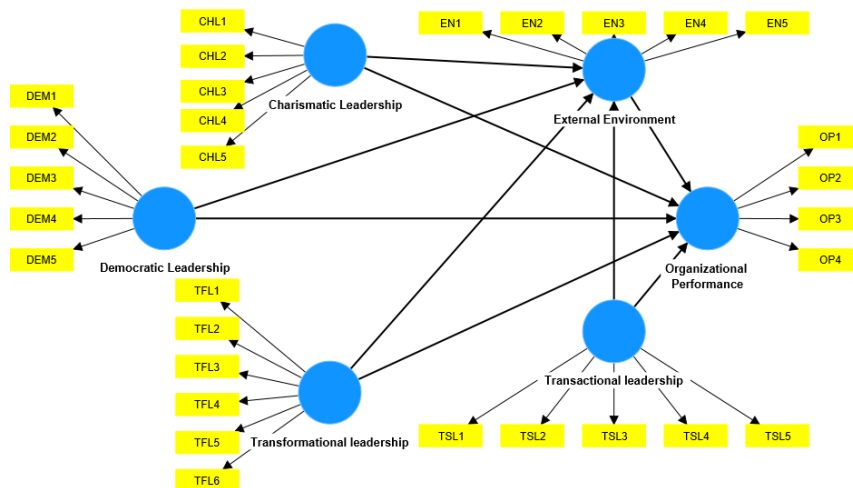 CHL1
CHL2
CHL3
CHL4
CHL5
Charismatic Leadership
EN1
EN2
EN3
EN4
EN5
External Environment
DEM1
DEM2
DEM3
DEM4
DEM5
Democratic Leadership
OP1
OP2
OP3
OP4
Organizational
Performance
TFL1
TFL2
TFL3
TFL4
TFL5
TFL6
Transformational leadership
Transactional leadership
TSL1
TSL2
TSL3
TSL4
TSL5